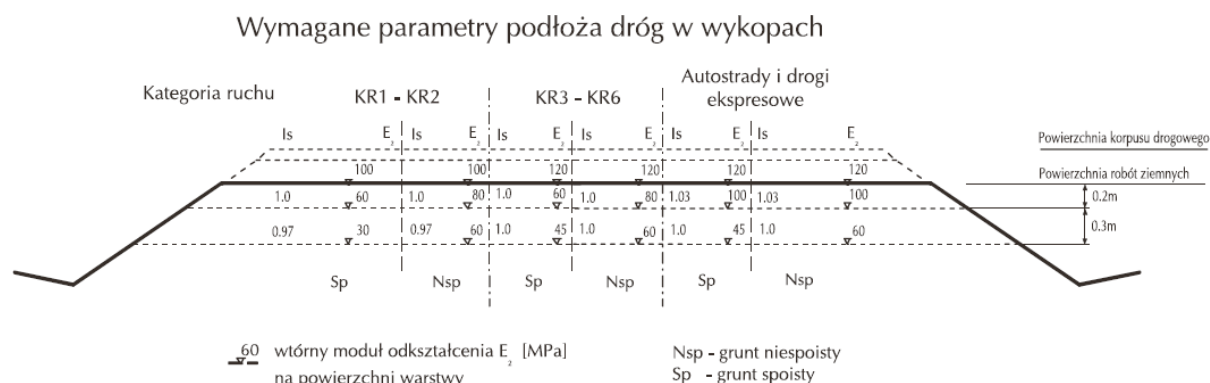 Wymagane parametry podłoża dróg w wykopach
Kategoria ruchu KR1 - KR2 KR3 - KR6 Autostrady i drogi
ekspresowe
Is E2 Is E2 Is E2 Is E2 Is E2 Is E2
Powierzchnia korpusu drogowego
100 100 120 120 120 120
Powierzchnia robót ziemnych
1.0 60 1.0 80 1.0 60 1.0 80 1.03 100 1.03 100 0.2m
0.97 30 0.97 60 1.0 45 1.0 60 1.0 45 1.0 60 0.3m
Sp Nsp Sp Nsp Sp Nsp
60 wtórny moduł odkształcenia E2 [MPa]
na powierzchni warstwy
Nsp - grunt niespoisty
Sp - grunt spoisty